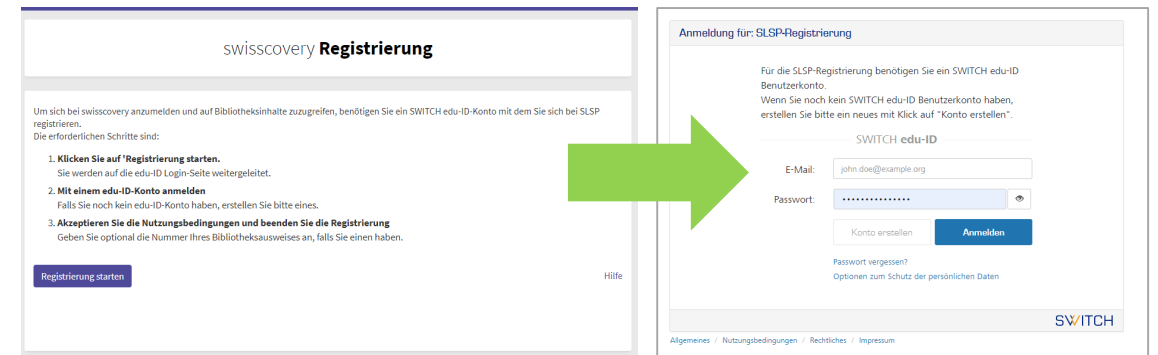 swisscovery Registrierung
Um sich bei swisscovery anzumelden und auf Bibliotheksinhalte zuzugreifen, benötigen Sie ein SWITCH edu-ID-Konto mit dem Sie sich bei SLSP
registrieren.
Die erforderlichen Schritte sind:
1. Klicken Sie auf 'Registrierung starten.
Sie werden auf die edu-ID Login-Seite weitergeleitet.
2. Mit einem edu-ID-Konto anmelden
Falls Sie noch kein edu-ID-Konto haben, erstellen Sie bitte eines.
3. Akzeptieren Sie die Nutzungsbedingungen und beenden Sie die Registrierung
Geben Sie optional die Nummer Ihres Bibliotheksausweises an, falls Sie einen haben.
Registrierung starten
Hilfe
Anmeldung für: SLSP-Registrierung
Für die SLSP-Registrierung benötigen Sie ein SWITCH edu-ID
Benutzerkonto.
Wenn Sie noch kein SWITCH edu-ID Benutzerkonto haben,
erstellen Sie bitte ein neues mit Klick auf "Konto erstellen".
SWITCH edu-ID
E-Mail: john.doe@example.org
Passwort: ···············
Konto erstellen Anmelden
Passwort vergessen?
Optionen zum Schutz der persönlichen Daten
SWITCH
Allgemeines / Nutzungsbedingungen / Rechtliches / Impressum